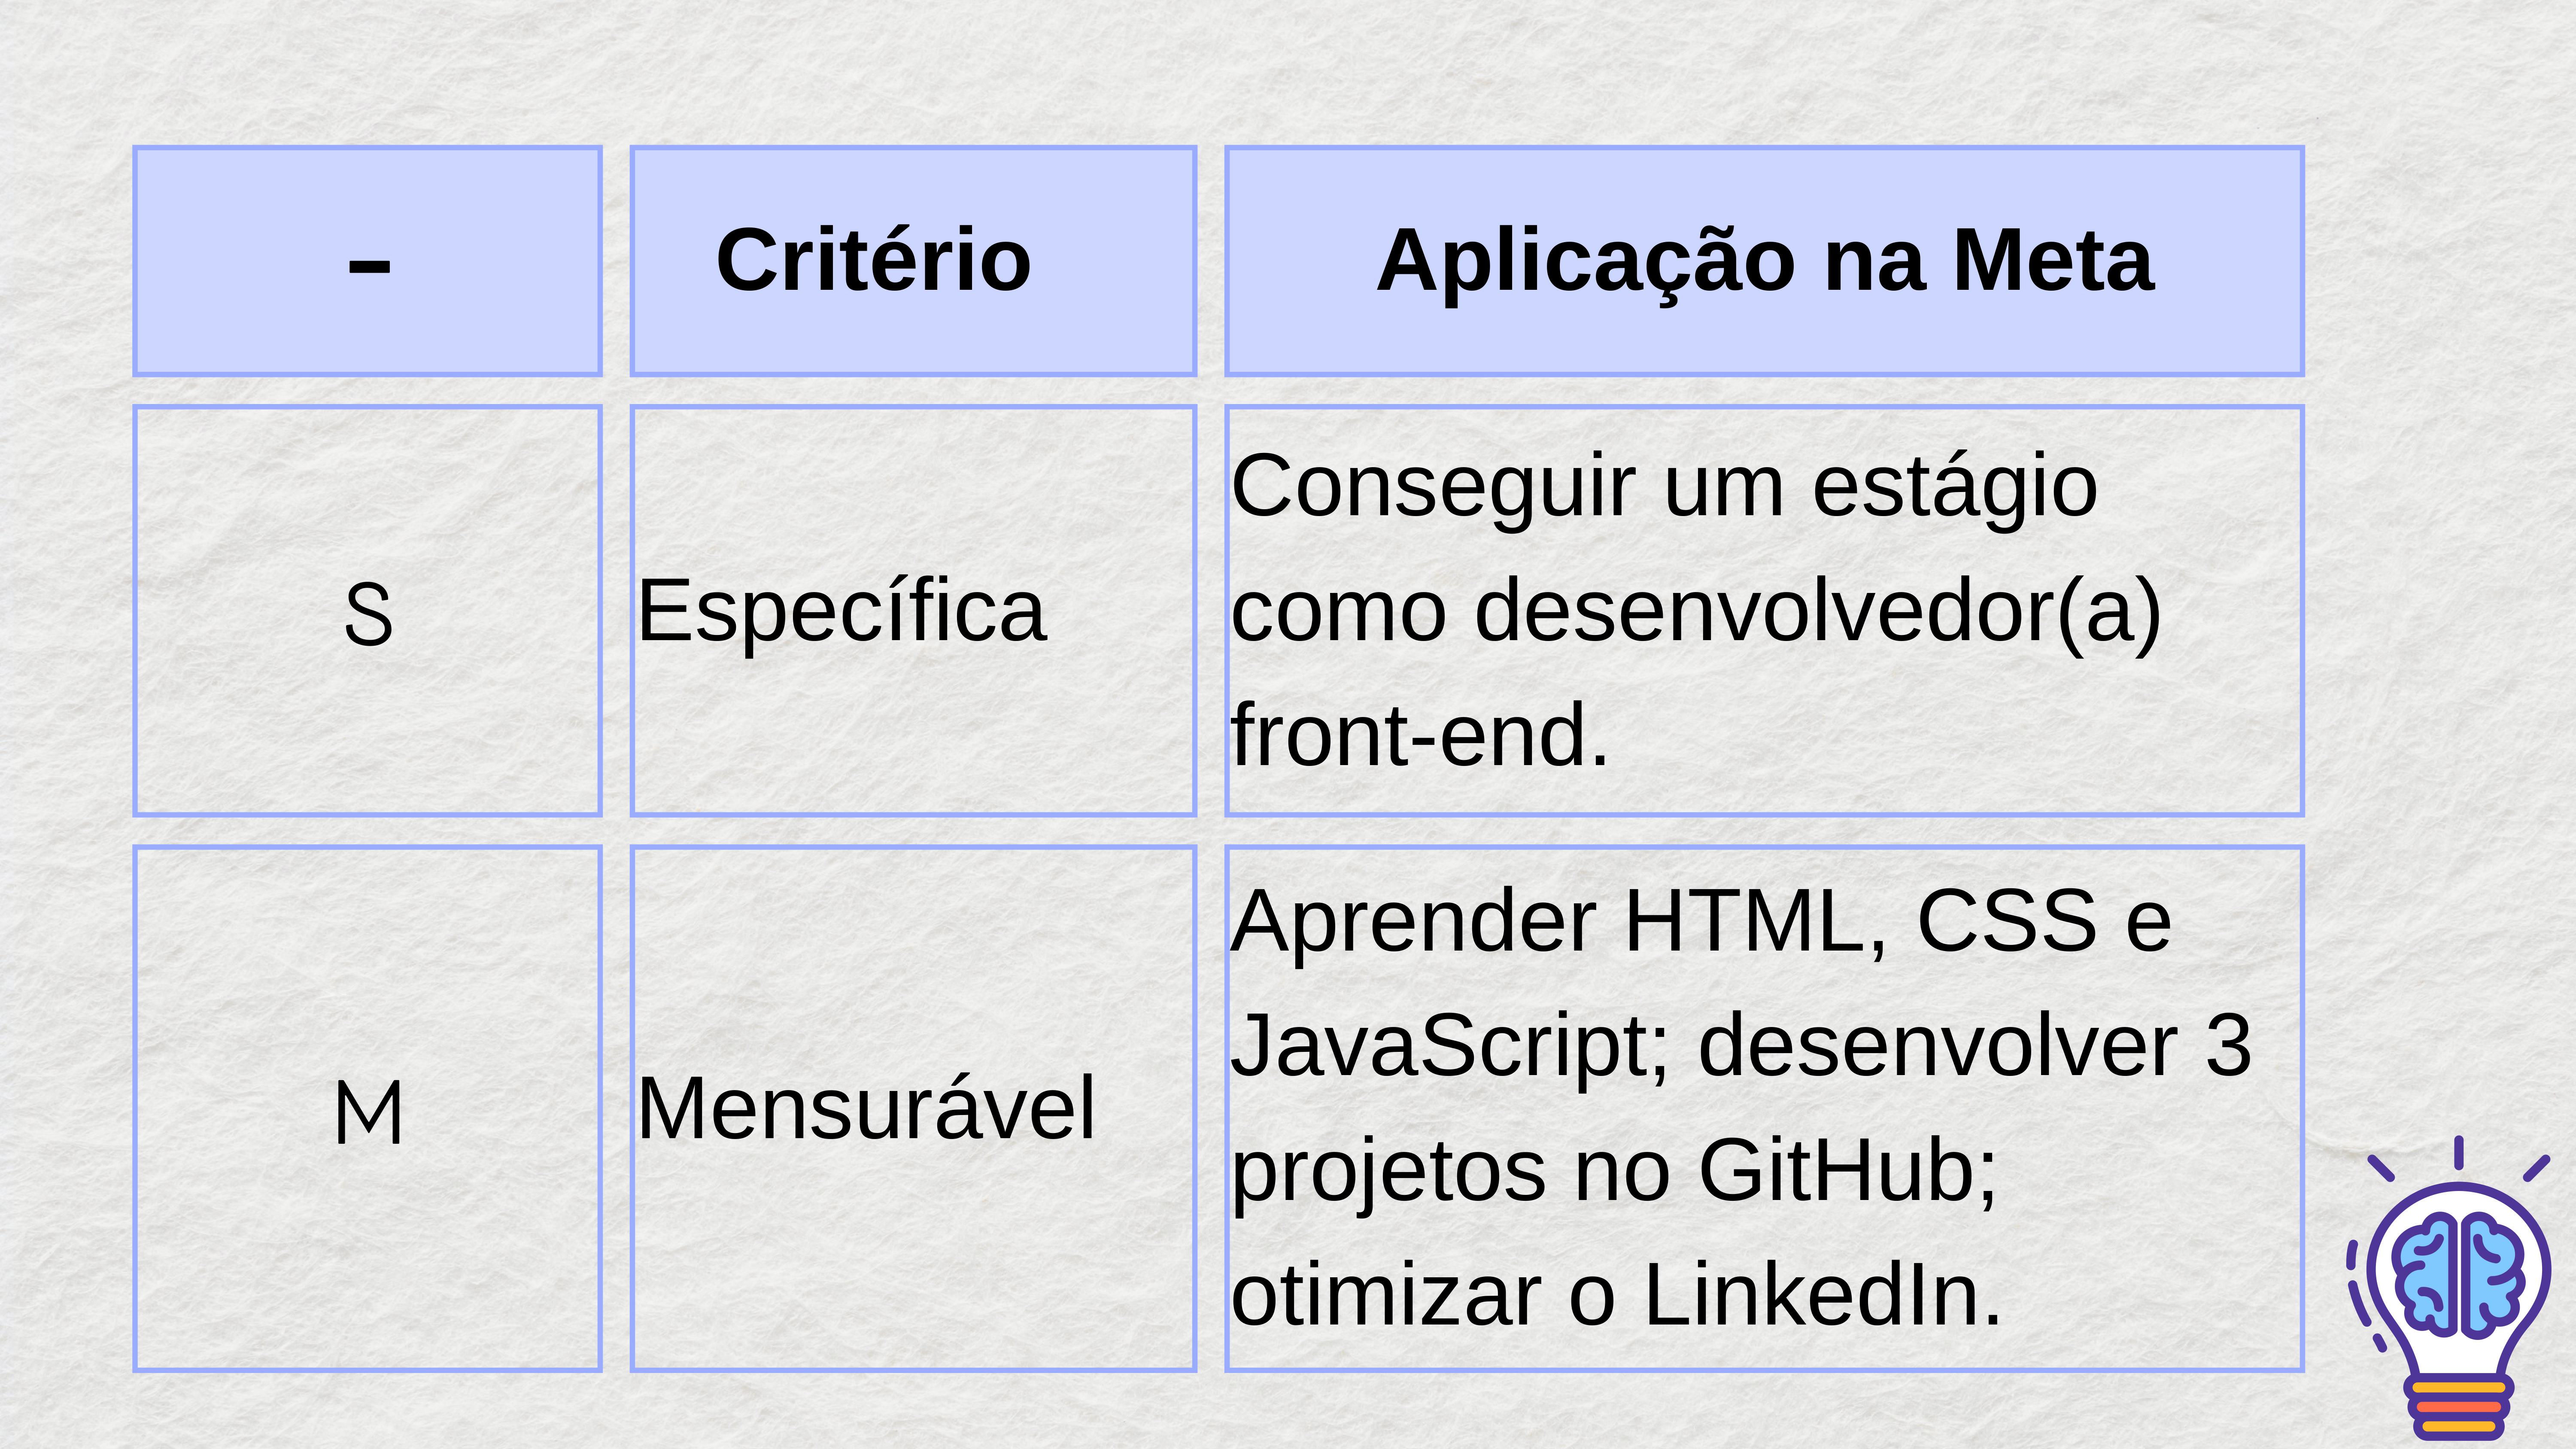 -
Critério
Aplicação na Meta
S
Específica
Conseguir um estágio
como desenvolvedor(a)
front-end.
M
Mensurável
Aprender HTML, CSS e
JavaScript; desenvolver 3
projetos no GitHub;
otimizar o LinkedIn.